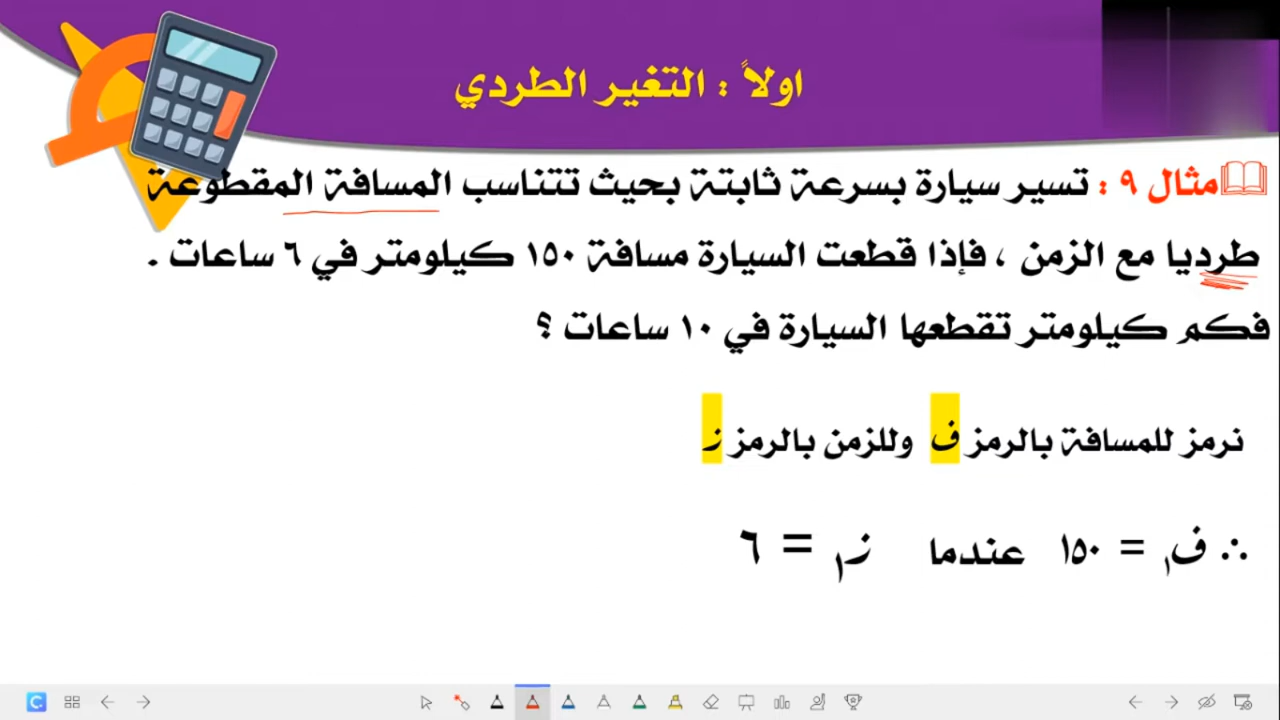 اولاً : التغير الطردي
مثال ٩ : تسير سيارة بسرعة ثابتة بحيث تتناسب المسافة المقطوعة
طرديا مع الزمن ، فإذا قطعت السيارة مسافة ١٥٠ كيلومتر في ٦ ساعات .
فكم كيلومتر تقطعها السيارة في ١٠ ساعات ؟
نرمز للمسافة بالرمز ف وللزمن بالرمز ز
∴ ف₁ = ١٥٠ عندما ز₁ = ٦